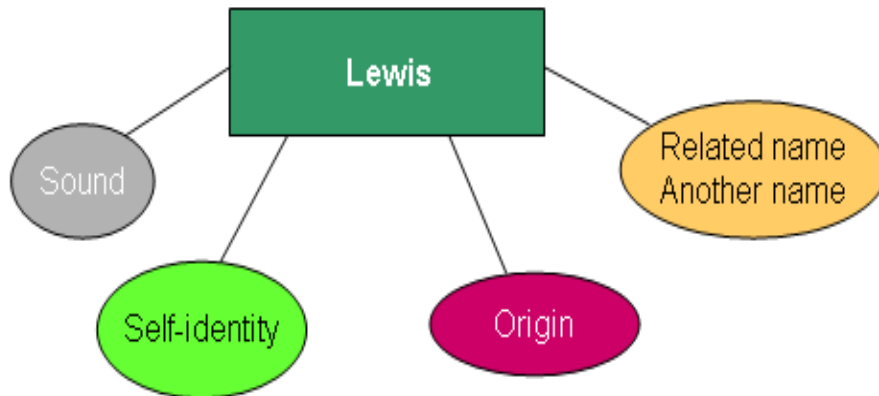 Lewis
Sound
Related name
Another name
Self-identity
Origin